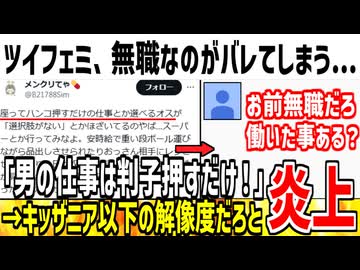 ツイフェミ、無職なのがバレてしまう...
メンクリてゃ💊
@B21788Sim
フォロー
座ってハンコ押すだけの仕事とか選べるオスが
「選択肢がない」とかほざいてるのやば...スーパ
ーとか行ってみなよ。安時給で重い段ボール運び
ながら品出しさせられたりおっさん相手にレ
お前無職だろ
働いた事ある?
「男の仕事は判子押すだけ!」
→キッザニア以下の解像度だろと炎上